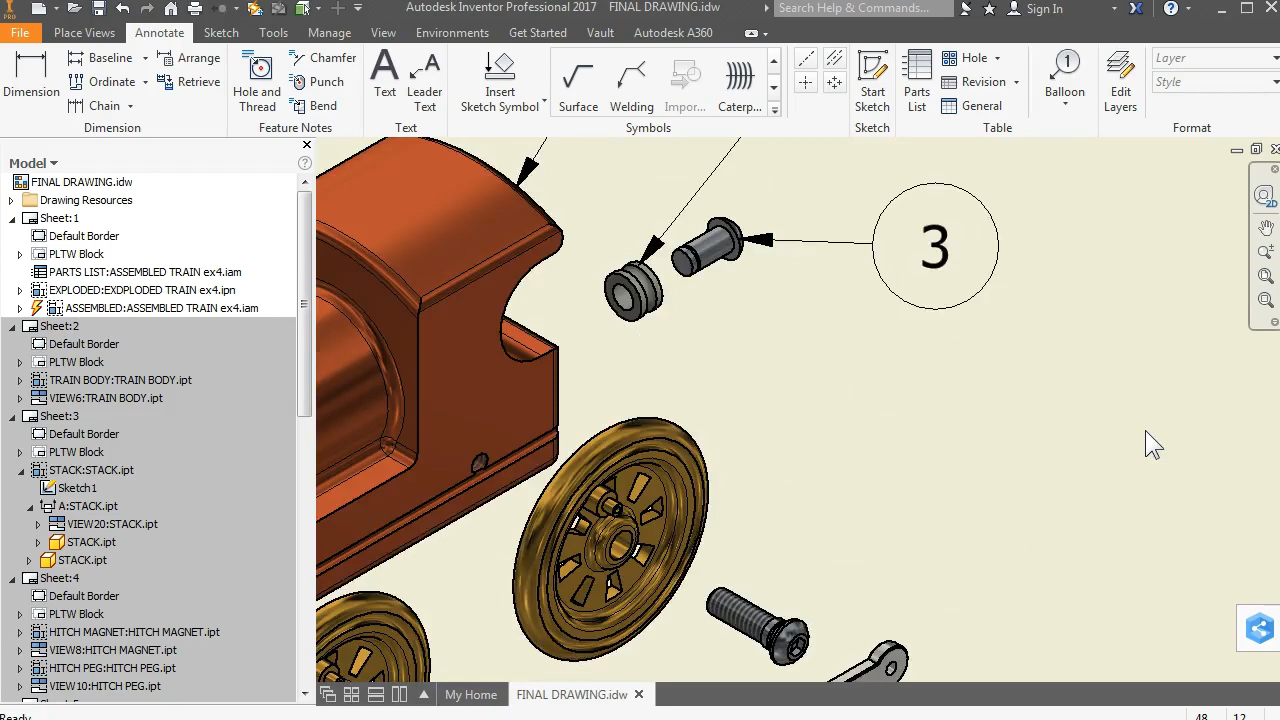 PRO
Autodesk Inventor Professional 2017 FINAL DRAWING.idw
Search Help & Commands...
Sign In
File Place Views Annotate Sketch Tools Manage View Environments Get Started Vault Autodesk A360
Dimension
Baseline
Ordinate
Chain
Arrange
Retrieve
Dimension
Hole and Thread
Chamfer
Punch
Bend
Feature Notes
Text
Leader Text
Text
Insert Sketch Symbol
Surface
Welding
Impor...
Caterp...
Symbols
Start Sketch
Sketch
Parts List
Hole
Revision
General
Table
1
Balloon
Edit Layers
Layer
Style
Format
Model
FINAL DRAWING.idw
Drawing Resources
Sheet:1
Default Border
PLTW Block
PARTS LIST:ASSEMBLED TRAIN ex4.iam
EXPLODED:EXDPLODED TRAIN ex4.ipn
ASSEMBLED:ASSEMBLED TRAIN ex4.iam
Sheet:2
Default Border
PLTW Block
TRAIN BODY:TRAIN BODY.ipt
VIEW6:TRAIN BODY.ipt
Sheet:3
Default Border
PLTW Block
STACK:STACK.ipt
Sketch1
A:STACK.ipt
VIEW20:STACK.ipt
STACK.ipt
STACK.ipt
Sheet:4
Default Border
PLTW Block
HITCH MAGNET:HITCH MAGNET.ipt
VIEW8:HITCH MAGNET.ipt
HITCH PEG:HITCH PEG.ipt
VIEW10:HITCH PEG.ipt
3
2D
My Home
FINAL DRAWING.idw
Ready
48 12